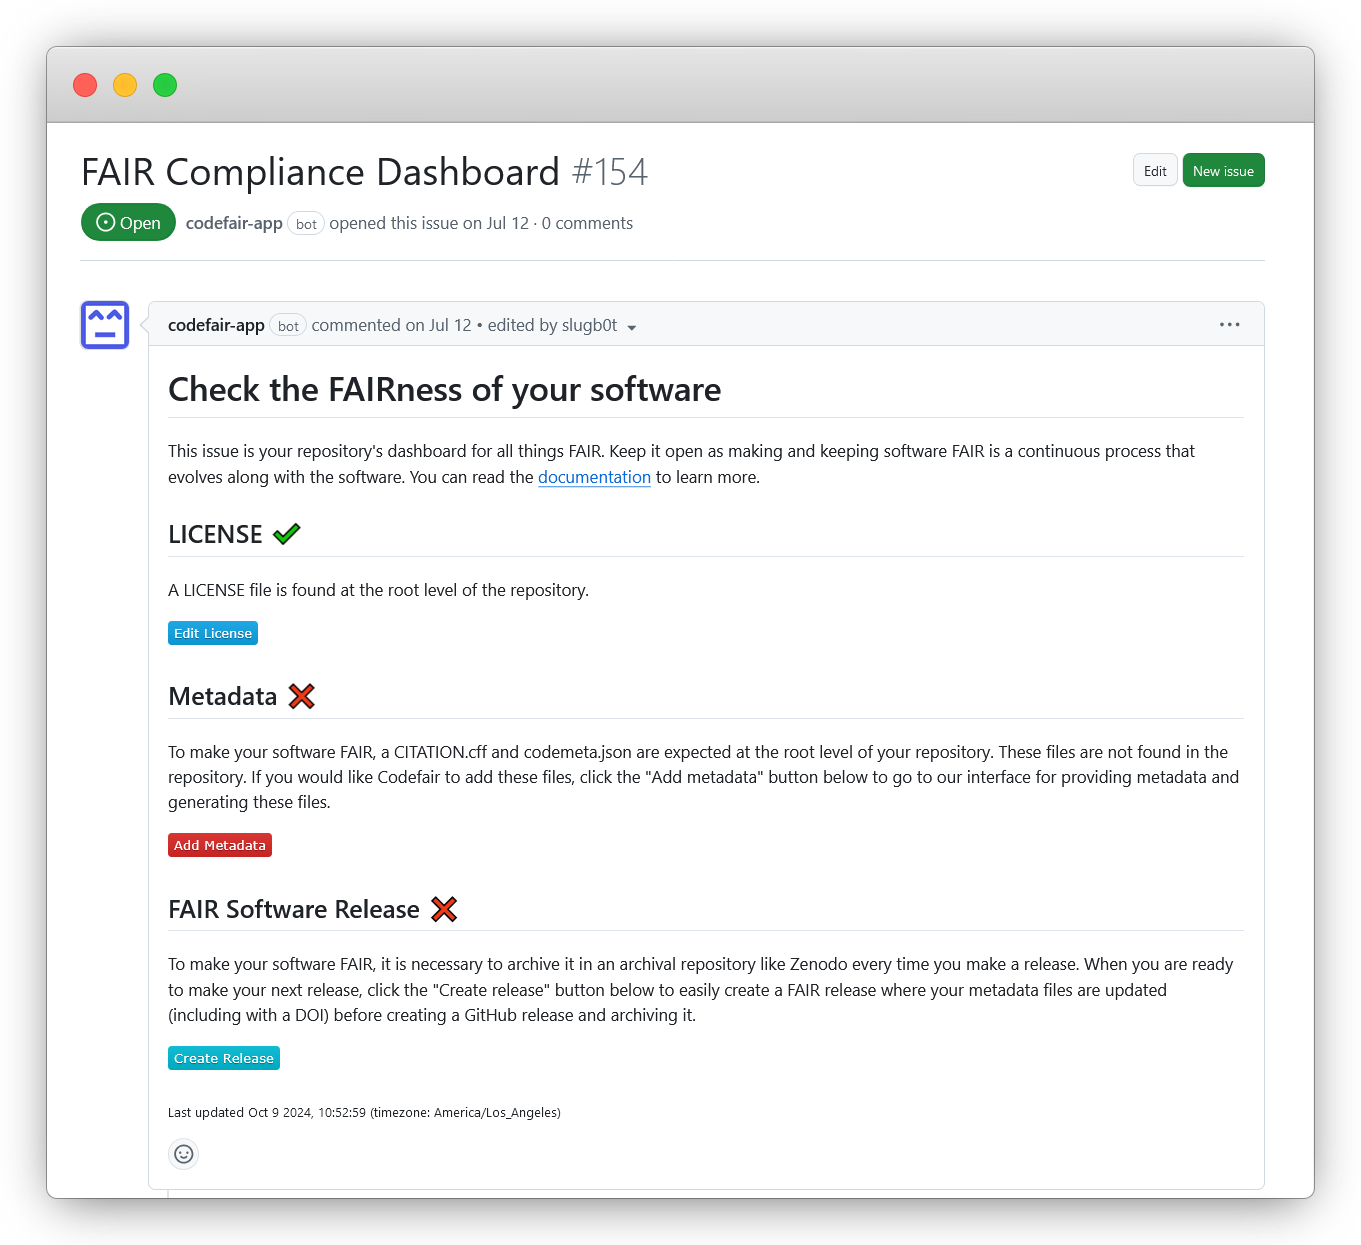 FAIR Compliance Dashboard #154
Edit
New issue
Open
codefair-app bot opened this issue on Jul 12 · 0 comments
codefair-app bot commented on Jul 12 • edited by slugb0t
Check the FAIRness of your software
This issue is your repository's dashboard for all things FAIR. Keep it open as making and keeping software FAIR is a continuous process that
evolves along with the software. You can read the documentation to learn more.
LICENSE
A LICENSE file is found at the root level of the repository.
Edit License
Metadata
To make your software FAIR, a CITATION.cff and codemeta.json are expected at the root level of your repository. These files are not found in the
repository. If you would like Codefair to add these files, click the "Add metadata" button below to go to our interface for providing metadata and
generating these files.
Add Metadata
FAIR Software Release
To make your software FAIR, it is necessary to archive it in an archival repository like Zenodo every time you make a release. When you are ready
to make your next release, click the "Create release" button below to easily create a FAIR release where your metadata files are updated
(including with a DOI) before creating a GitHub release and archiving it.
Create Release
Last updated Oct 9 2024, 10:52:59 (timezone: America/Los_Angeles)